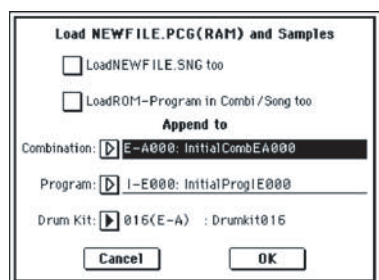 Load NEWFILE.PCG(RAM) and Samples
LoadNEWFILE.SNG too
LoadROM-Program in Combi/Song too
Append to
Combination: E-A000: InitialCombEA000
Program: I-E000: InitialProgIE000
Drum Kit: 016(E-A) : Drumkit016
Cancel OK